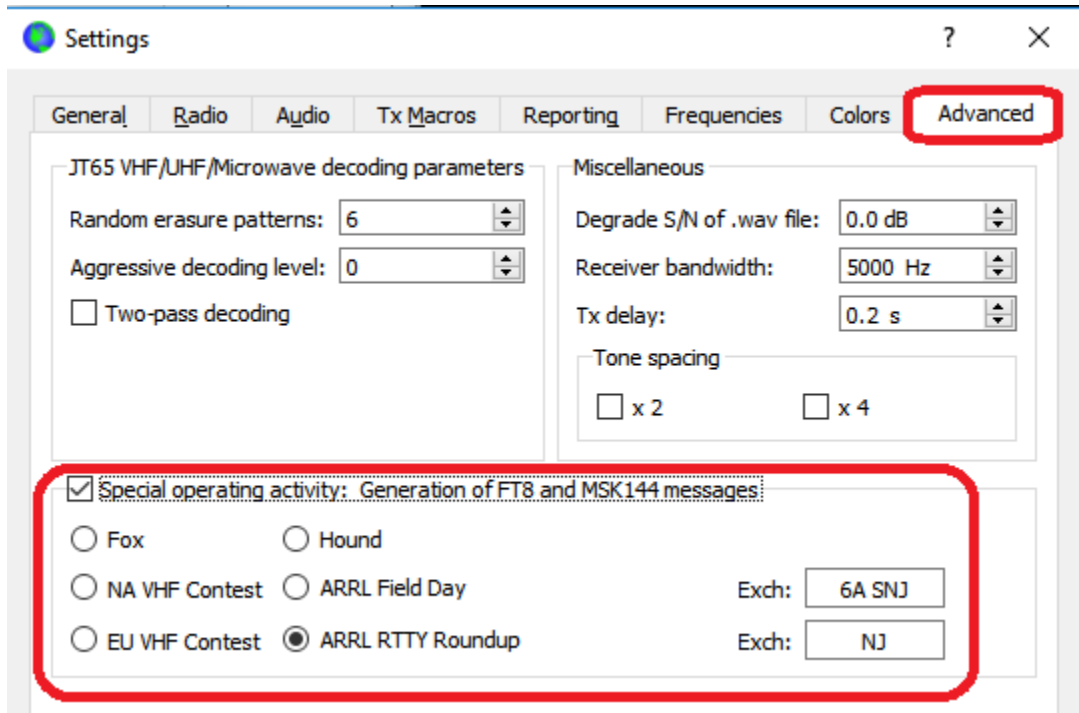 Settings ?
General Radio Audio Tx Macros Reporting Frequencies Colors Advanced
JT65 VHF/UHF/Microwave decoding parameters
Random erasure patterns: 6
Aggressive decoding level: 0
Two-pass decoding
Miscellaneous
Degrade S/N of .wav file: 0.0 dB
Receiver bandwidth: 5000 Hz
Tx delay: 0.2 s
Tone spacing
x 2 x 4
Special operating activity: Generation of FT8 and MSK144 messages
Fox Hound
NA VHF Contest ARRL Field Day Exch: 6A SNJ
EU VHF Contest ARRL RTTY Roundup Exch: NJ